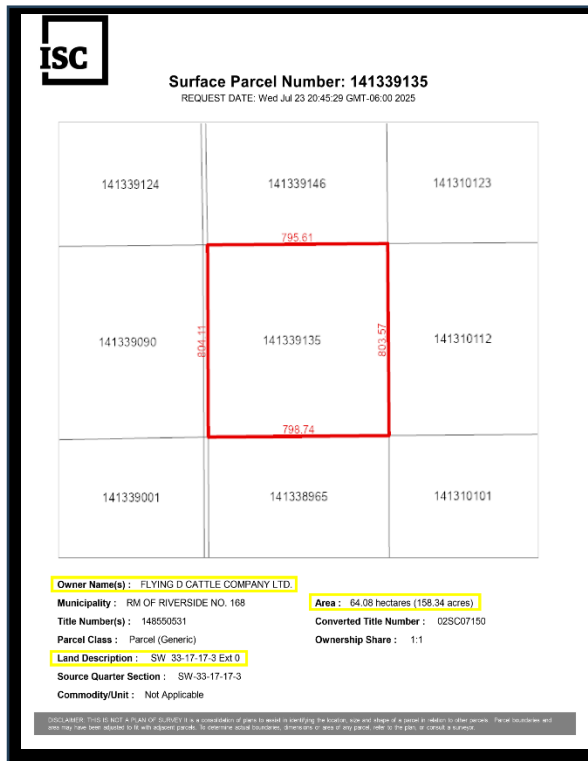 ISC
Surface Parcel Number: 141339135
REQUEST DATE: Wed Jul 23 20:45:29 GMT-06:00 2025
141339124
141339146
141310123
795.61
141339090
804.11
141339135
803.57
141310112
798.74
141339001
141338965
141310101
Owner Name(s) : FLYING D CATTLE COMPANY LTD.
Municipality : RM OF RIVERSIDE NO. 168
Area : 64.08 hectares (158.34 acres)
Title Number(s) : 148550531
Converted Title Number : 02SC07150
Parcel Class : Parcel (Generic)
Ownership Share : 1:1
Land Description : SW 33-17-17-3 Ext 0
Source Quarter Section : SW-33-17-17-3
Commodity/Unit : Not Applicable
DISCLAIMER: THIS IS NOT A PLAN OF SURVEY It is a consolidation of plans to assist in identifying the location, size and shape of a parcel in relation to other parcels. Parcel boundaries and
area may have been adjusted to fit with adjacent parcels. To determine actual boundaries, dimensions or area of any parcel, refer to the plan, or consult a surveyor.